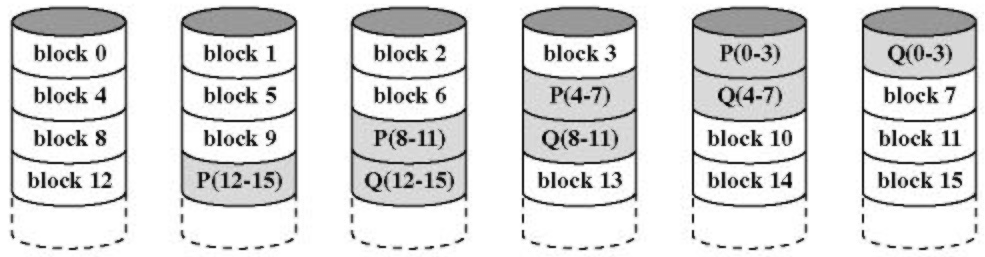 block 0 block 1 block 2 block 3 P(0-3) Q(0-3)
block 4 block 5 block 6 P(4-7) Q(4-7) block 7
block 8 block 9 P(8-11) Q(8-11) block 10 block 11
block 12 P(12-15) Q(12-15) block 13 block 14 block 15